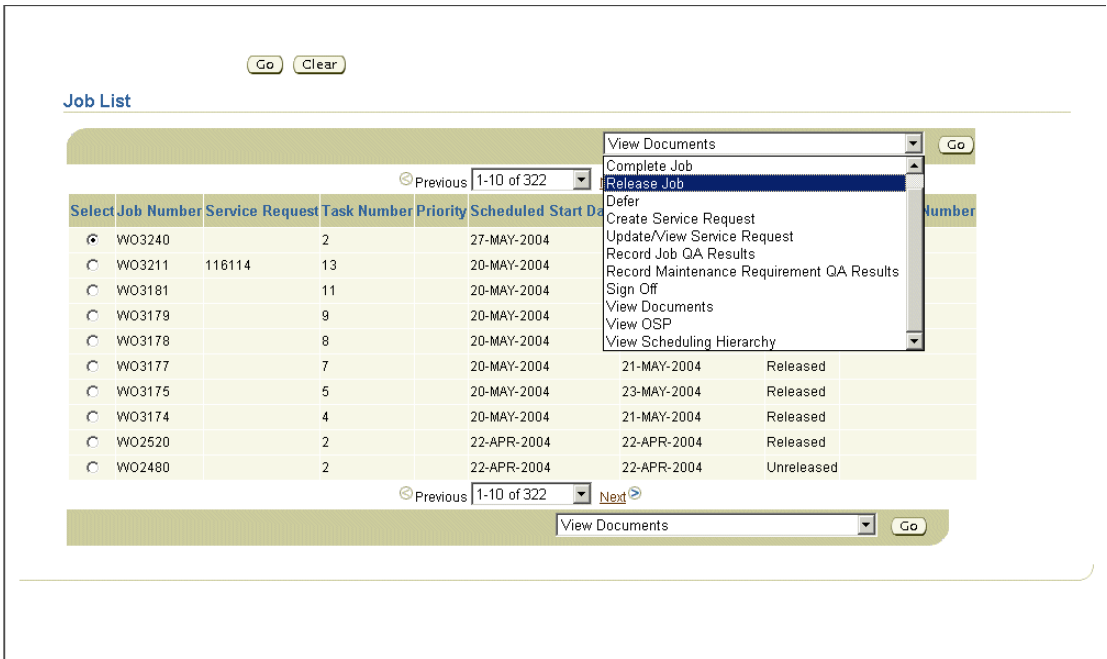 Go Clear
Job List
View Documents Go
Complete Job
Release Job
Defer
Create Service Request
Update/View Service Request
Record Job QA Results
Record Maintenance Requirement QA Results
Sign Off
View Documents
View OSP
View Scheduling Hierarchy
Previous 1-10 of 322
Select Job Number Service Request Task Number Priority Scheduled Start Da Number
WO3240 2 27-MAY-2004
WO3211 116114 13 20-MAY-2004
WO3181 11 20-MAY-2004
WO3179 9 20-MAY-2004
WO3178 8 20-MAY-2004
WO3177 7 20-MAY-2004 21-MAY-2004 Released
WO3175 5 20-MAY-2004 23-MAY-2004 Released
WO3174 4 20-MAY-2004 21-MAY-2004 Released
WO2520 2 22-APR-2004 22-APR-2004 Released
WO2480 2 22-APR-2004 22-APR-2004 Unreleased
Previous 1-10 of 322 Next
View Documents Go